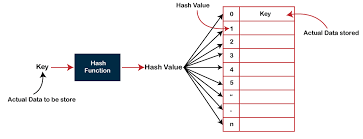 Hash Value
0
Key
1
Actual Data stored
2
Key
Hash
Function
Hash Value
3
4
Actual Data to be store
5
"
-
n